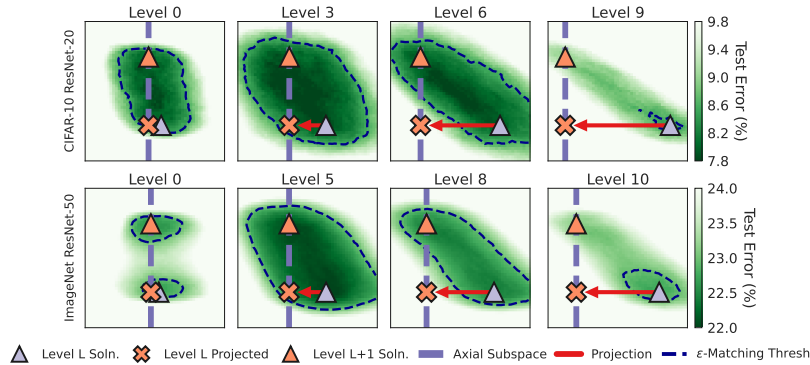 Level 0
Level 3
Level 6
Level 9
CIFAR-10 ResNet-20
9.8
9.4
9.0
8.6
8.2
7.8
Test Error (%)
Level 0
Level 5
Level 8
Level 10
ImageNet ResNet-50
24.0
23.5
23.0
22.5
22.0
Test Error (%)
Level L Soln.
Level L Projected
Level L+1 Soln.
Axial Subspace
Projection
ε-Matching Thresh